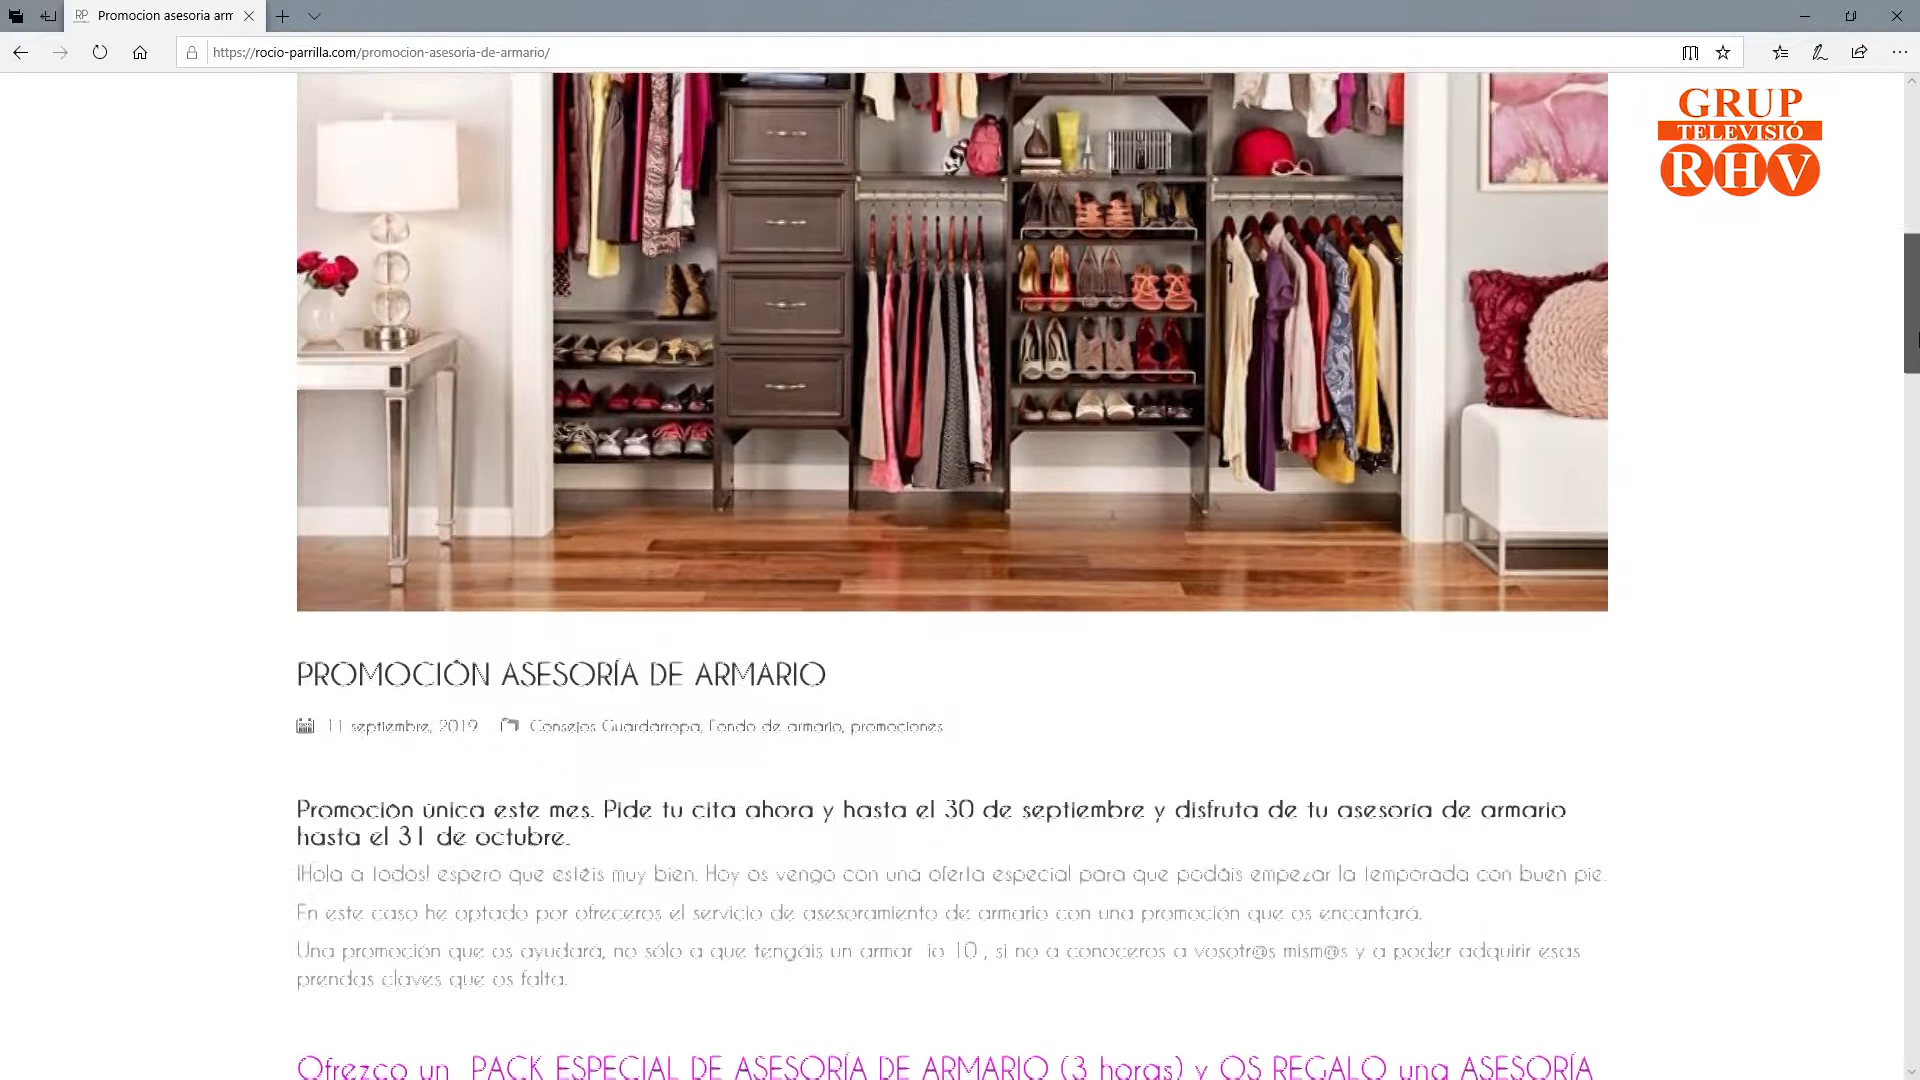 RP Promocion asesoria arm
https://rocio-parrilla.com/promocion-asesoria-de-armario/
GRUP
TELEVISIÓ
RHV
PROMOCIÓN ASESORÍA DE ARMARIO
11 septiembre, 2019 Consejos Guardarropa, Fondo de armario, promociones
Promoción única este mes. Pide tu cita ahora y hasta el 30 de septiembre y disfruta de tu asesoría de armario
hasta el 31 de octubre.
¡Hola a todos! espero que estéis muy bien. Hoy os vengo con una oferta especial para que podáis empezar la temporada con buen pie.
En este caso he optado por ofreceros el servicio de asesoramiento de armario con una promoción que os encantará.
Una promoción que os ayudará, no sólo a que tengáis un armar io 10 , si no a conoceros a vosotr@s mism@s y a poder adquirir esas
prendas claves que os falta.
Ofrezco un PACK ESPECIAL DE ASESORÍA DE ARMARIO (3 horas) y OS REGALO una ASESORÍA